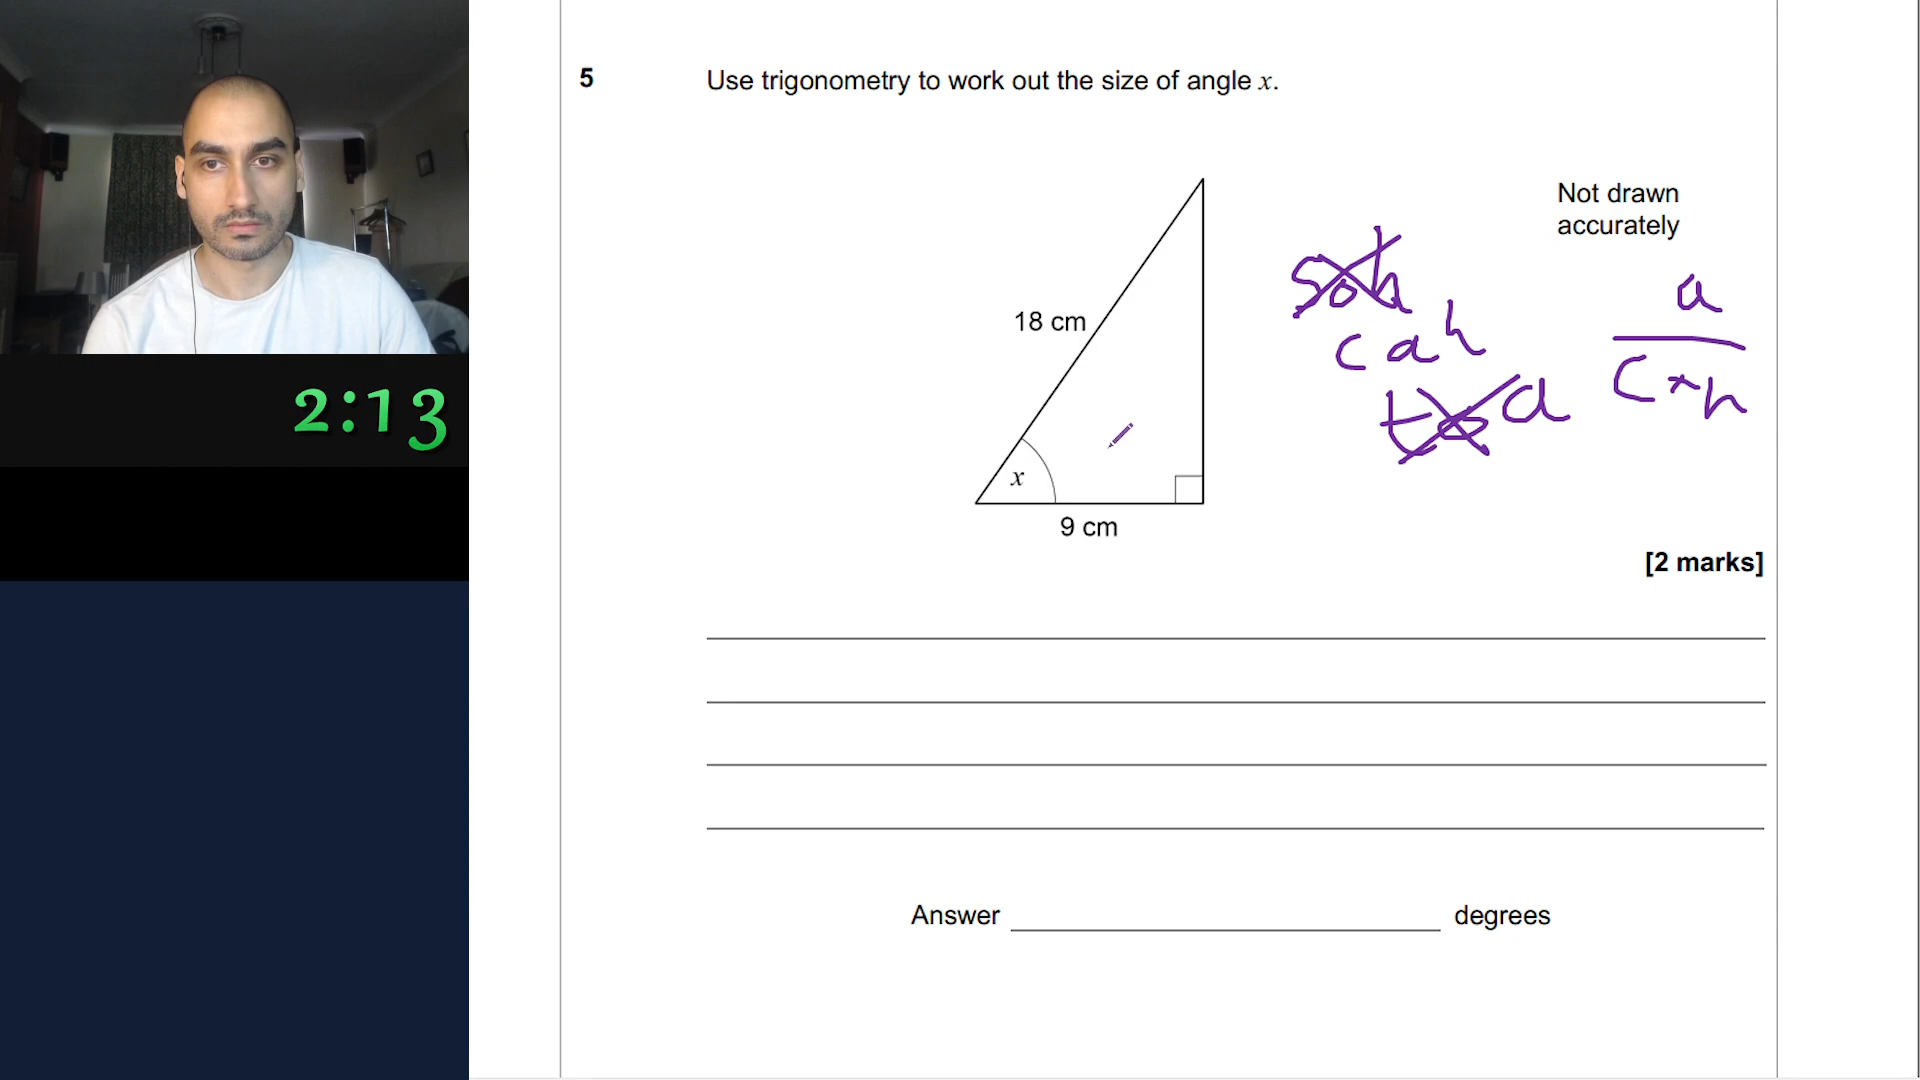 2:13
5 Use trigonometry to work out the size of angle x.
Not drawn
accurately
18 cm
x
9 cm
soh
cah
toa
a
c × h
[2 marks]
Answer degrees